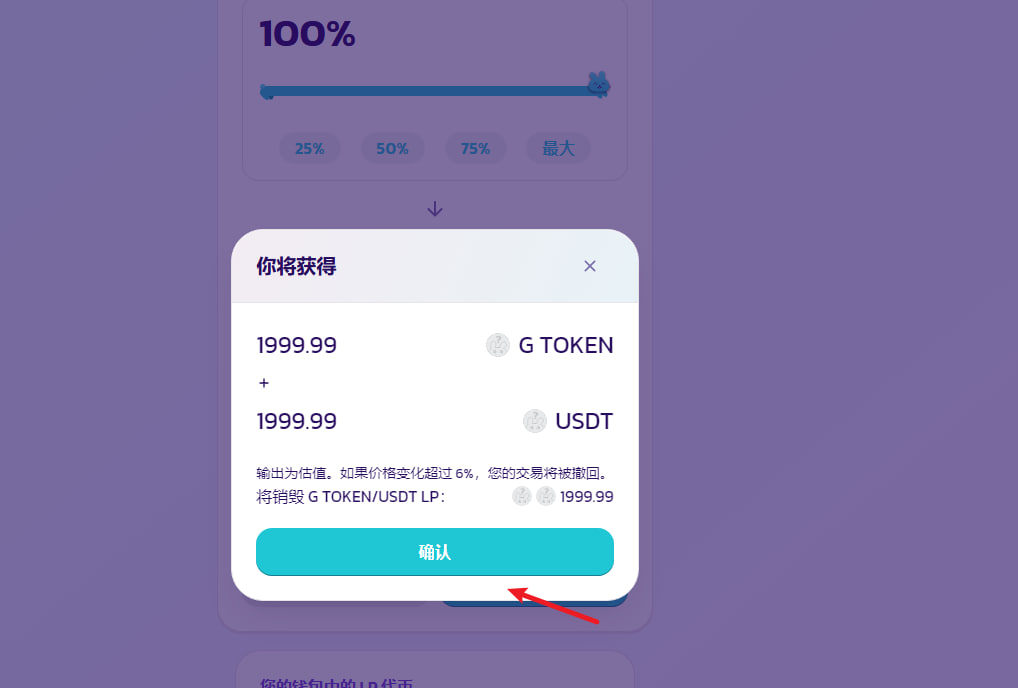 100%
25% 50% 75% 最大
你将获得
1999.99 G TOKEN
+
1999.99 USDT
输出为估值。如果价格变化超过 6%，您的交易将被撤回。
将销毁 G TOKEN/USDT LP： 1999.99
确认
您的钱包中的 LP 代币